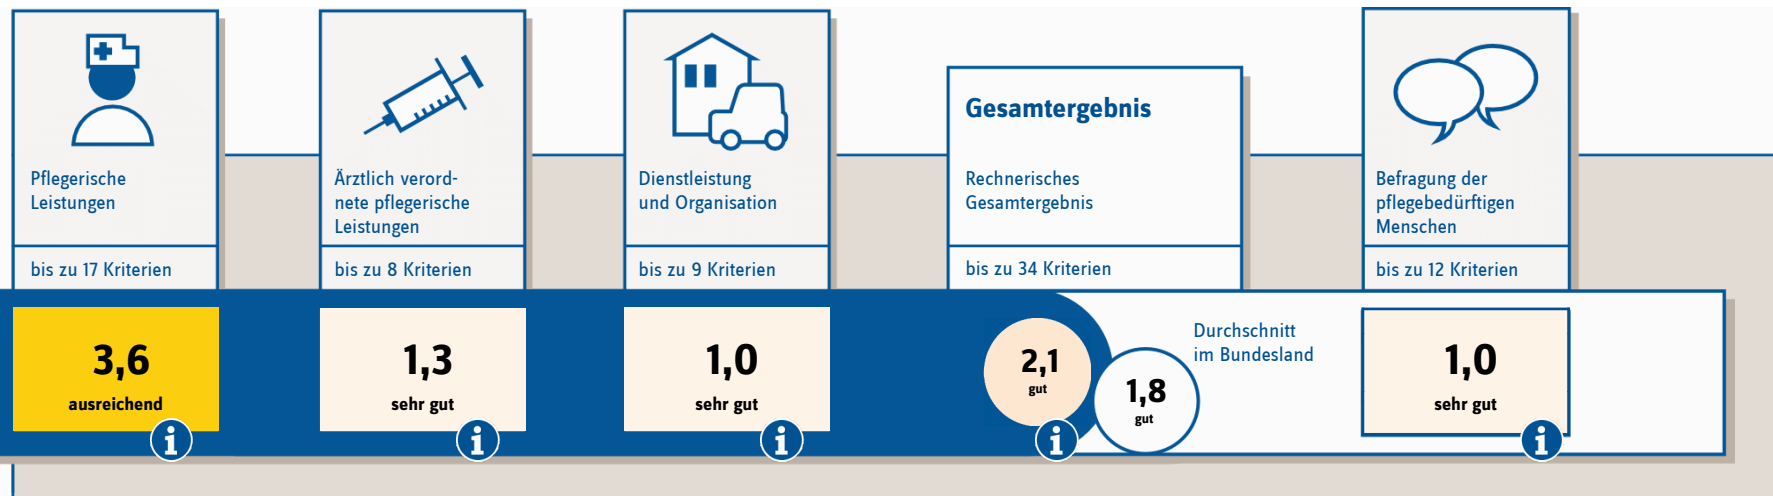 Pflegerische
Leistungen
bis zu 17 Kriterien
3,6
ausreichend
i
Ärztlich verord-
nete pflegerische
Leistungen
bis zu 8 Kriterien
1,3
sehr gut
i
Dienstleistung
und Organisation
bis zu 9 Kriterien
1,0
sehr gut
i
Gesamtergebnis
Rechnerisches
Gesamtergebnis
bis zu 34 Kriterien
2,1
gut
i
1,8
gut
Durchschnitt
im Bundesland
Befragung der
pflegebedürftigen
Menschen
bis zu 12 Kriterien
1,0
sehr gut
i